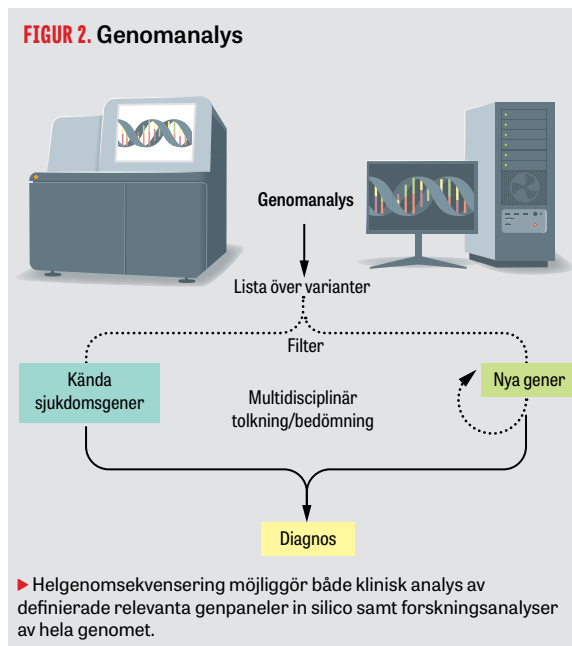 FIGUR 2. Genomanalys
Genomanalys
Lista över varianter
Filter
Kända
sjukdomsgener
Multidisciplinär
tolkning/bedömning
Nya gener
Diagnos
▶ Helgenomsekvensering möjliggör både klinisk analys av
definierade relevanta genpaneler in silico samt forskningsanalyser
av hela genomet.